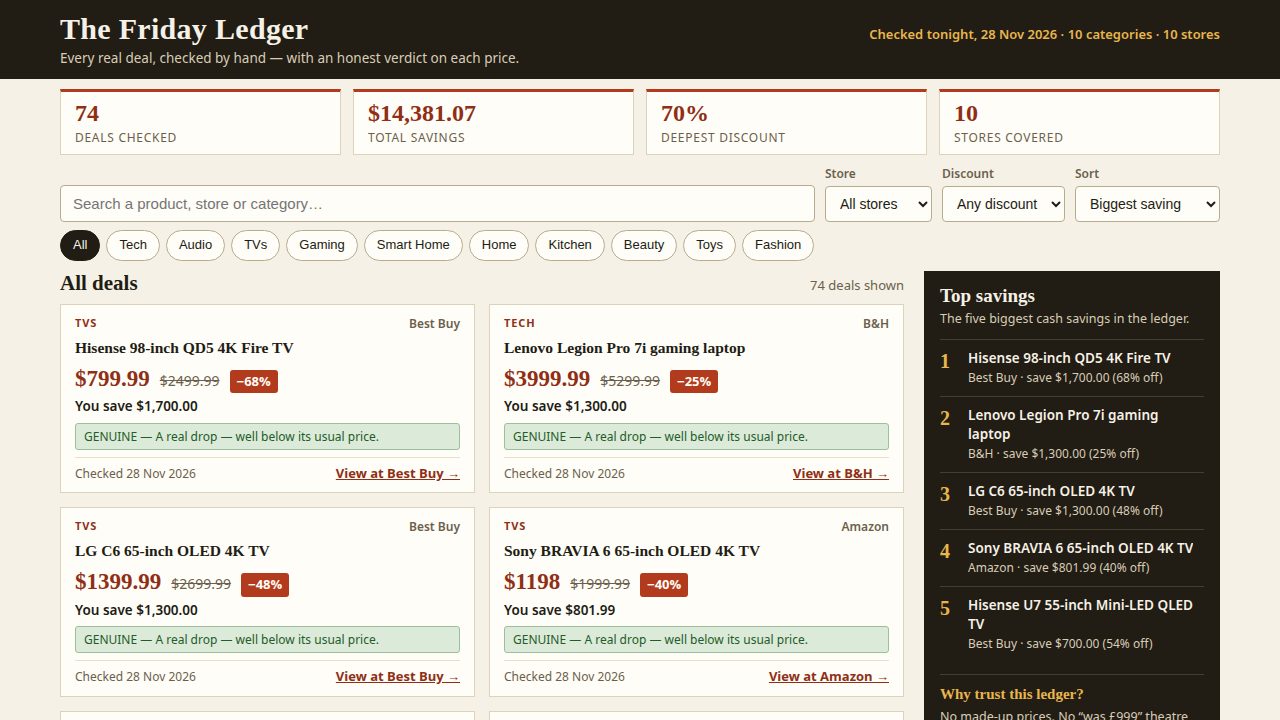 The Friday Ledger
Every real deal, checked by hand — with an honest verdict on each price.
Checked tonight, 28 Nov 2026 · 10 categories · 10 stores
74
DEALS CHECKED
$14,381.07
TOTAL SAVINGS
70%
DEEPEST DISCOUNT
10
STORES COVERED
Search a product, store or category…
Store
All stores
Discount
Any discount
Sort
Biggest saving
All
Tech
Audio
TVs
Gaming
Smart Home
Home
Kitchen
Beauty
Toys
Fashion
All deals
74 deals shown
TVS
Best Buy
Hisense 98-inch QD5 4K Fire TV
$799.99 $2499.99 −68%
You save $1,700.00
GENUINE — A real drop — well below its usual price.
Checked 28 Nov 2026
View at Best Buy →
TECH
B&H
Lenovo Legion Pro 7i gaming laptop
$3999.99 $5299.99 −25%
You save $1,300.00
GENUINE — A real drop — well below its usual price.
Checked 28 Nov 2026
View at B&H →
TVS
Best Buy
LG C6 65-inch OLED 4K TV
$1399.99 $2699.99 −48%
You save $1,300.00
GENUINE — A real drop — well below its usual price.
Checked 28 Nov 2026
View at Best Buy →
TVS
Amazon
Sony BRAVIA 6 65-inch OLED 4K TV
$1198 $1999.99 −40%
You save $801.99
GENUINE — A real drop — well below its usual price.
Checked 28 Nov 2026
View at Amazon →
Top savings
The five biggest cash savings in the ledger.
1
Hisense 98-inch QD5 4K Fire TV
Best Buy · save $1,700.00 (68% off)
2
Lenovo Legion Pro 7i gaming
laptop
B&H · save $1,300.00 (25% off)
3
LG C6 65-inch OLED 4K TV
Best Buy · save $1,300.00 (48% off)
4
Sony BRAVIA 6 65-inch OLED 4K TV
Amazon · save $801.99 (40% off)
5
Hisense U7 55-inch Mini-LED QLED
TV
Best Buy · save $700.00 (54% off)
Why trust this ledger?
No made-up prices. No “was £999” theatre